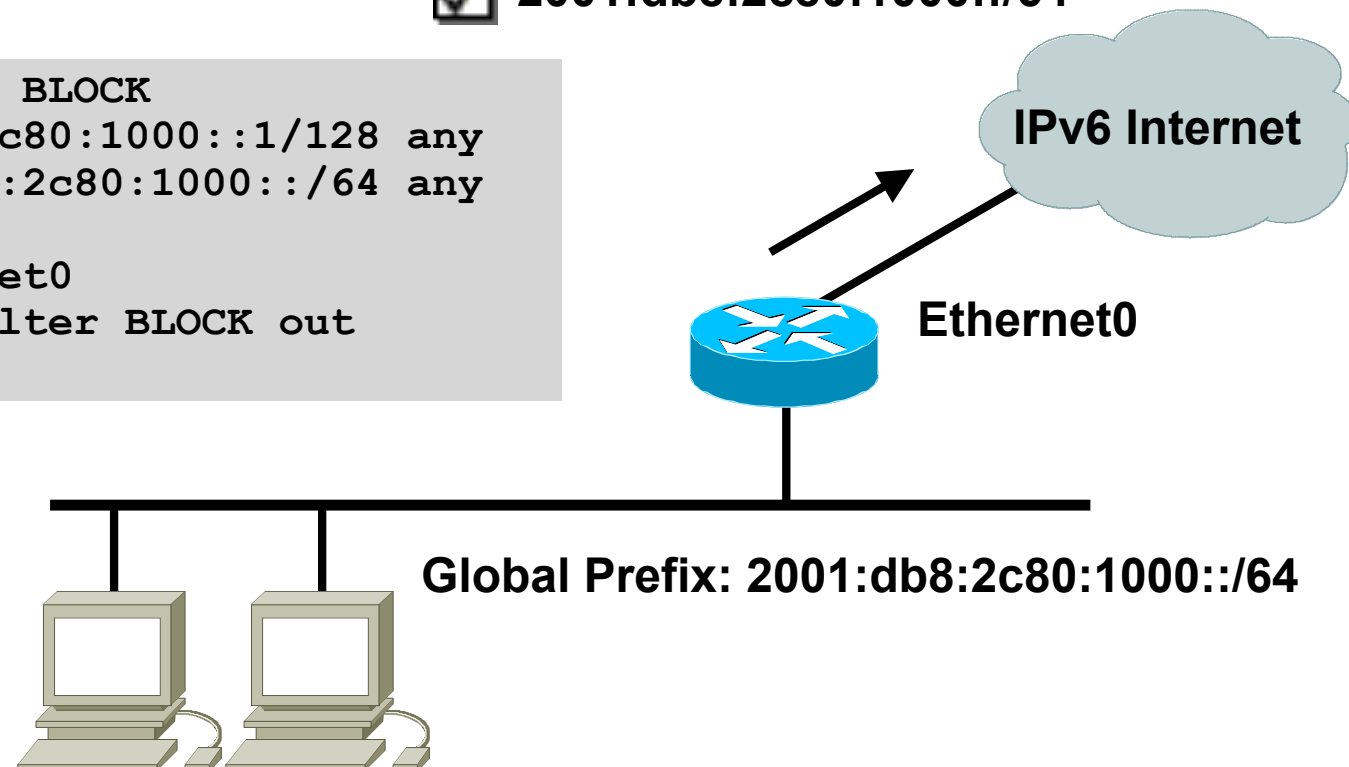 BLOCK
c80:1000::1/128 any
:2c80:1000::/64 any
et0
lter BLOCK out
IPv6 Internet
Ethernet0
Global Prefix: 2001:db8:2c80:1000::/64